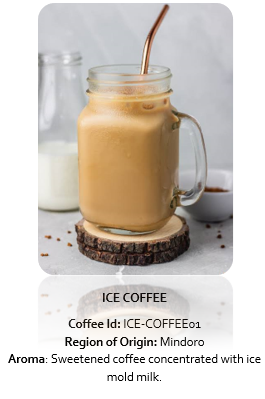 ICE COFFEE
Coffee Id: ICE-COFFEE01
Region of Origin: Mindoro
Aroma: Sweetened coffee concentrated with ice
mold milk.